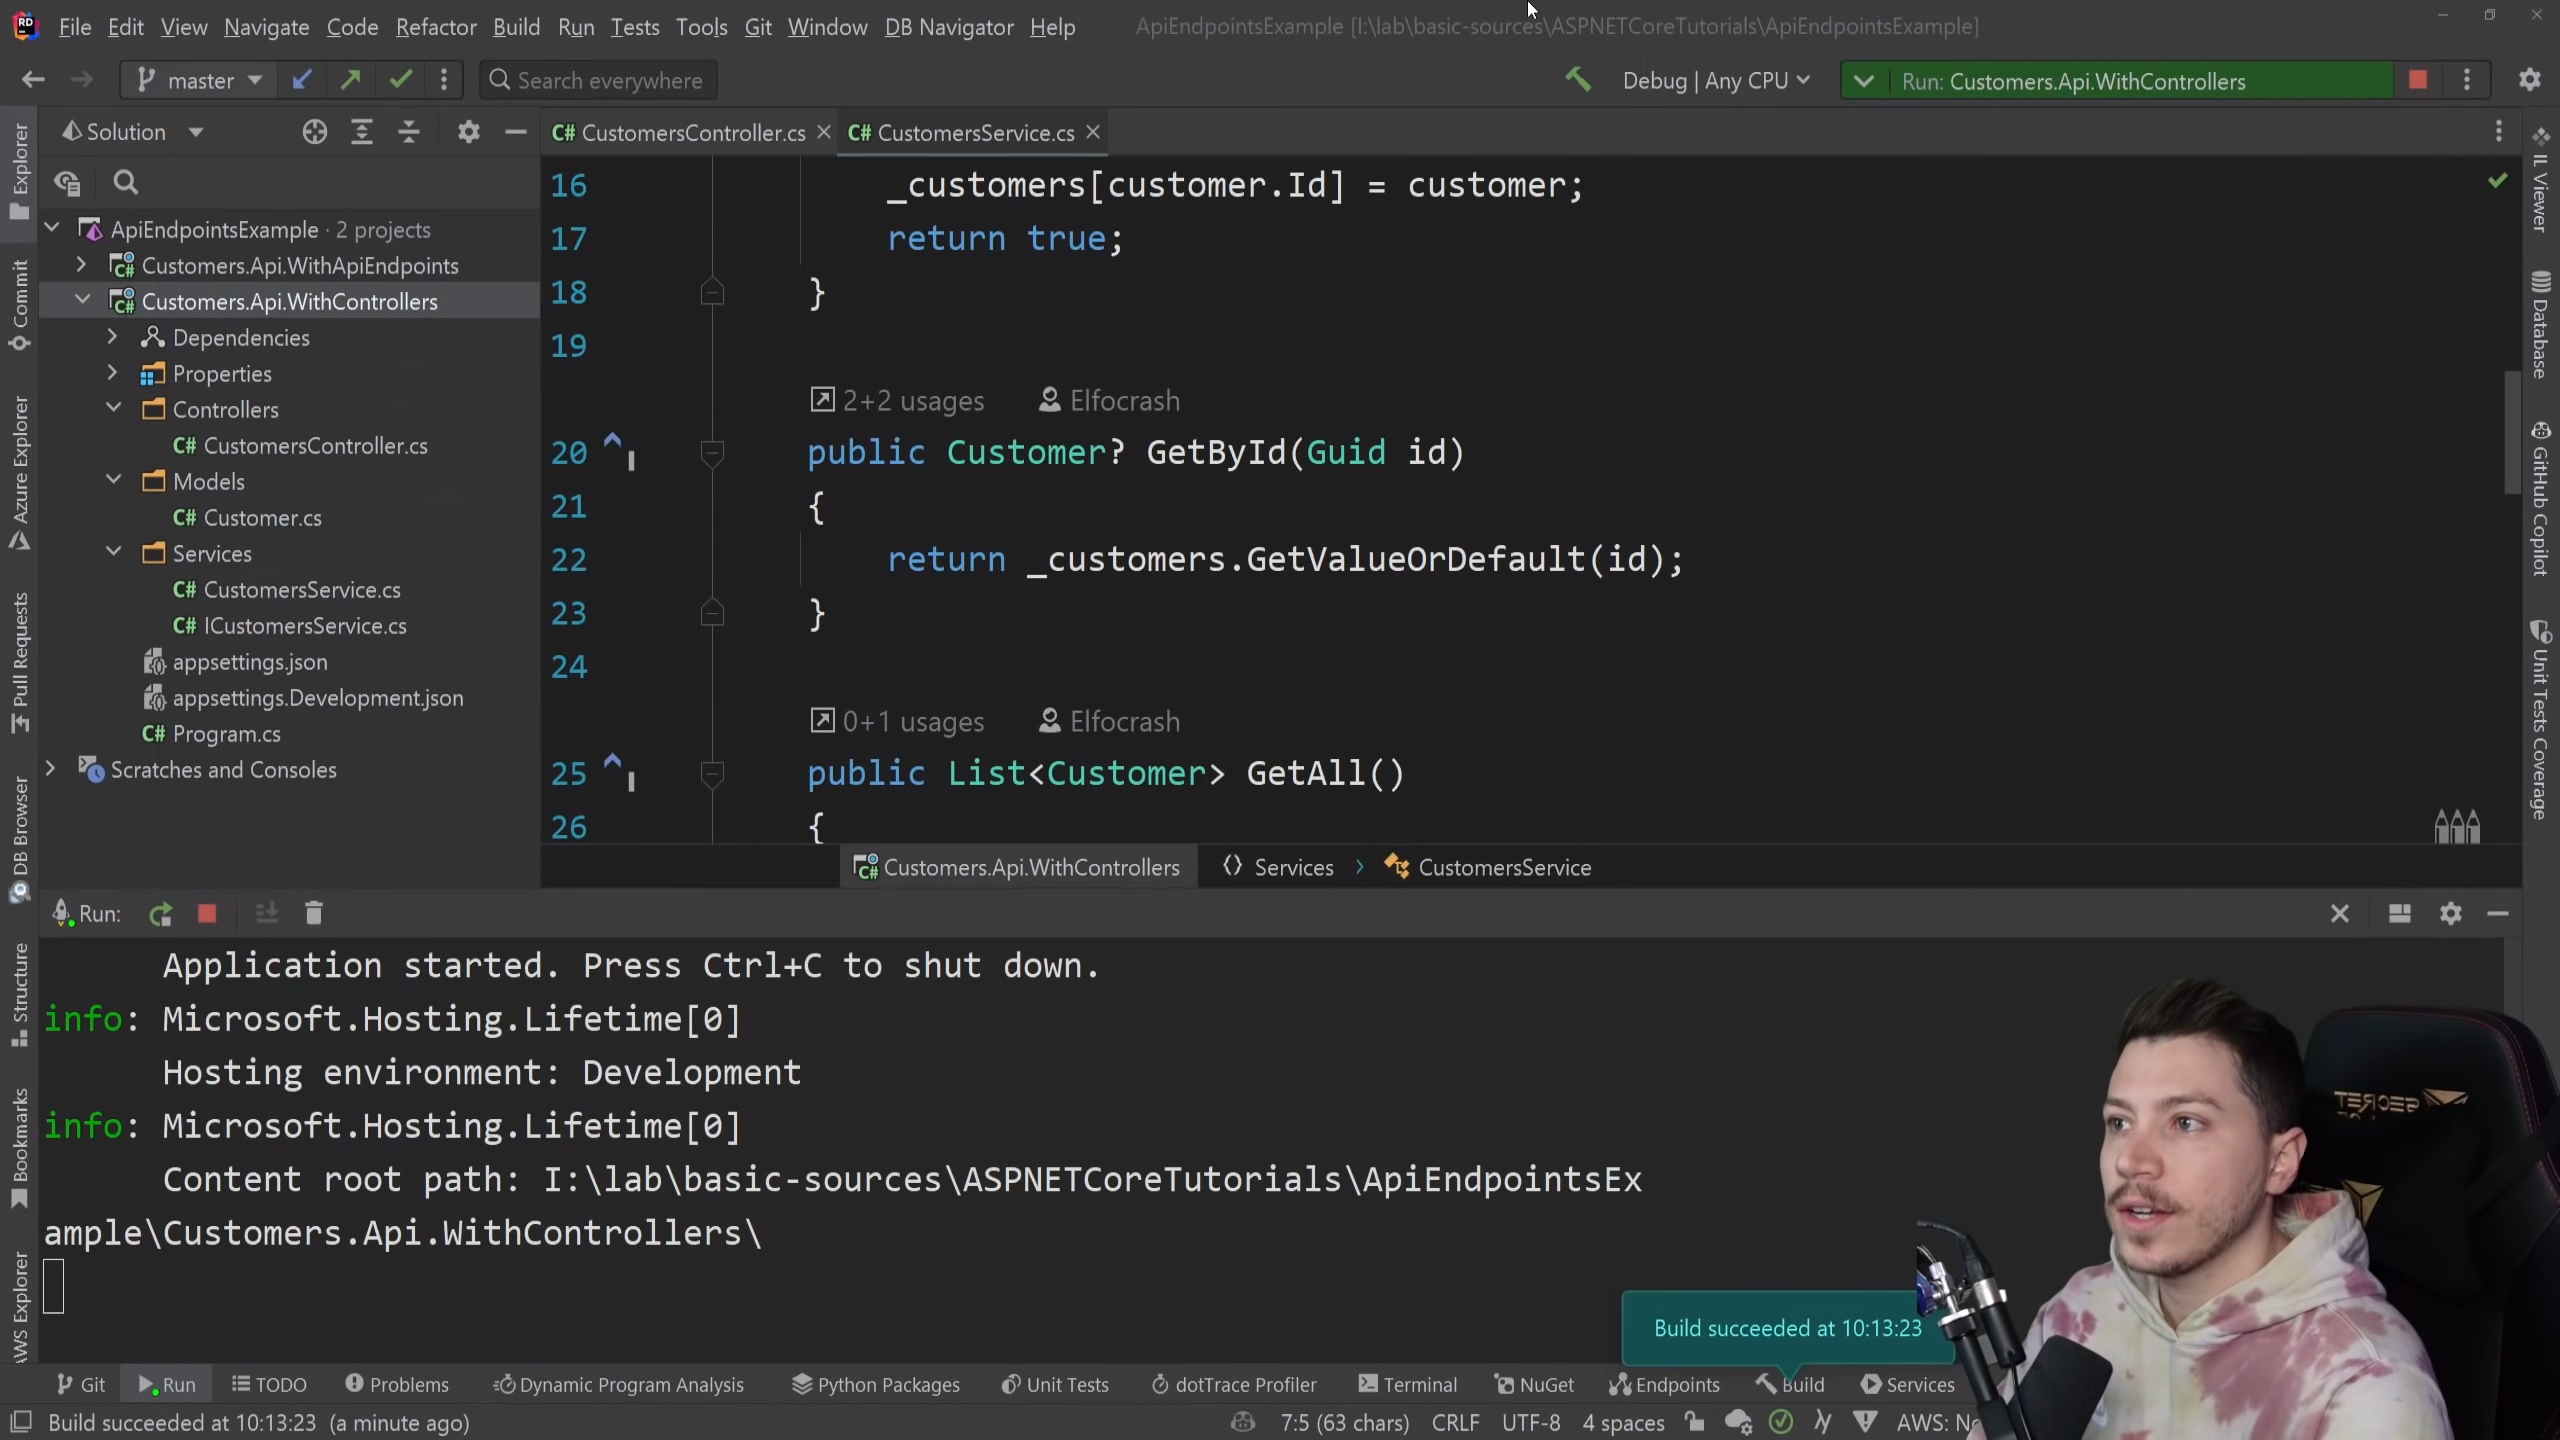 File Edit View Navigate Code Refactor Build Run Tests Tools Git Window DB Navigator Help ApiEndpointsExample [I:\lab\basic-sources\ASPNETCoreTutorials\ApiEndpointsExample]
master Search everywhere Debug | Any CPU Run: Customers.Api.WithControllers
Solution
CustomersController.cs CustomersService.cs
ApiEndpointsExample · 2 projects
Customers.Api.WithApiEndpoints
Customers.Api.WithControllers
Dependencies
Properties
Controllers
C# CustomersController.cs
Models
C# Customer.cs
Services
C# CustomersService.cs
C# ICustomersService.cs
appsettings.json
appsettings.Development.json
C# Program.cs
Scratches and Consoles
16 _customers[customer.Id] = customer;
17 return true;
18 }
19
2+2 usages Elfocrash
20 public Customer? GetById(Guid id)
21 {
22 return _customers.GetValueOrDefault(id);
23 }
24
0+1 usages Elfocrash
25 public List<Customer> GetAll()
26 {
Customers.Api.WithControllers Services CustomersService
Run:
Application started. Press Ctrl+C to shut down.
info: Microsoft.Hosting.Lifetime[0]
Hosting environment: Development
info: Microsoft.Hosting.Lifetime[0]
Content root path: I:\lab\basic-sources\ASPNETCoreTutorials\ApiEndpointsEx
ample\Customers.Api.WithControllers\
Build succeeded at 10:13:23
Git Run TODO Problems Dynamic Program Analysis Python Packages Unit Tests dotTrace Profiler Terminal NuGet Endpoints Build Services
Build succeeded at 10:13:23 (a minute ago) 7:5 (63 chars) CRLF UTF-8 4 spaces AWS:
Explorer
Commit
Azure Explorer
Pull Requests
DB Browser
Structure
Bookmarks
AWS Explorer
IL Viewer
Database
GitHub Copilot
Unit Tests Coverage
SECRET